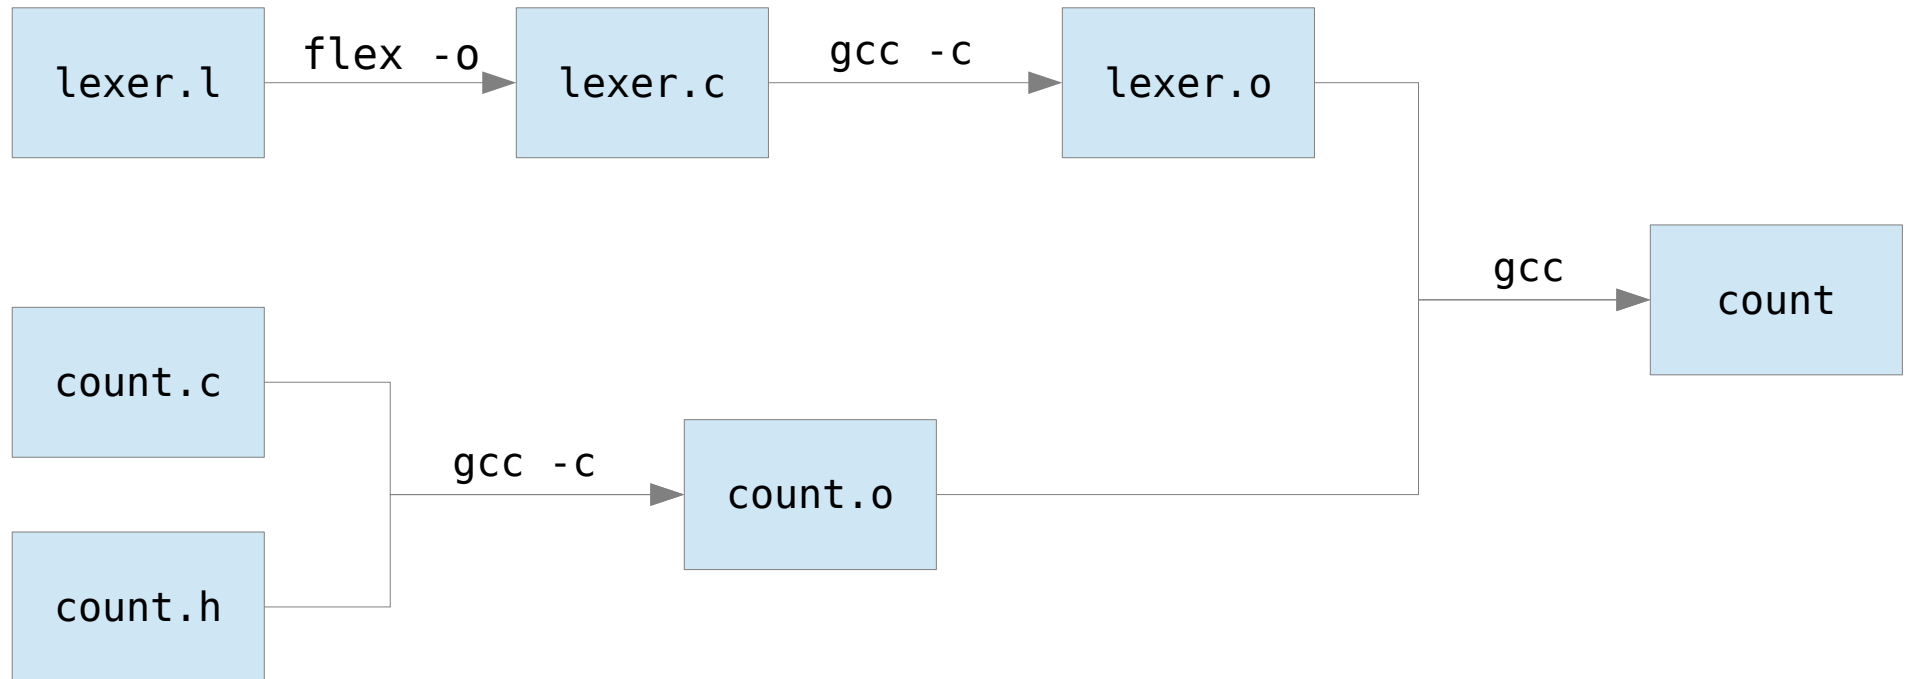 lexer.l
flex -o
lexer.c
gcc -c
lexer.o
gcc
count
count.c
gcc -c
count.o
count.h